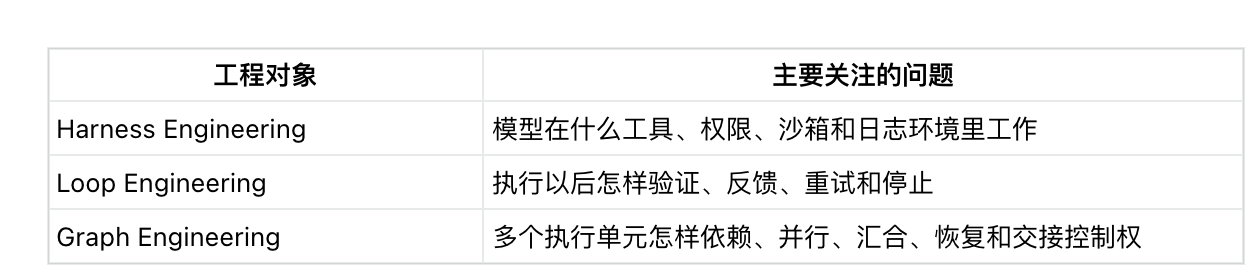 工程对象 主要关注的问题
Harness Engineering 模型在什么工具、权限、沙箱和日志环境里工作
Loop Engineering 执行以后怎样验证、反馈、重试和停止
Graph Engineering 多个执行单元怎样依赖、并行、汇合、恢复和交接控制权